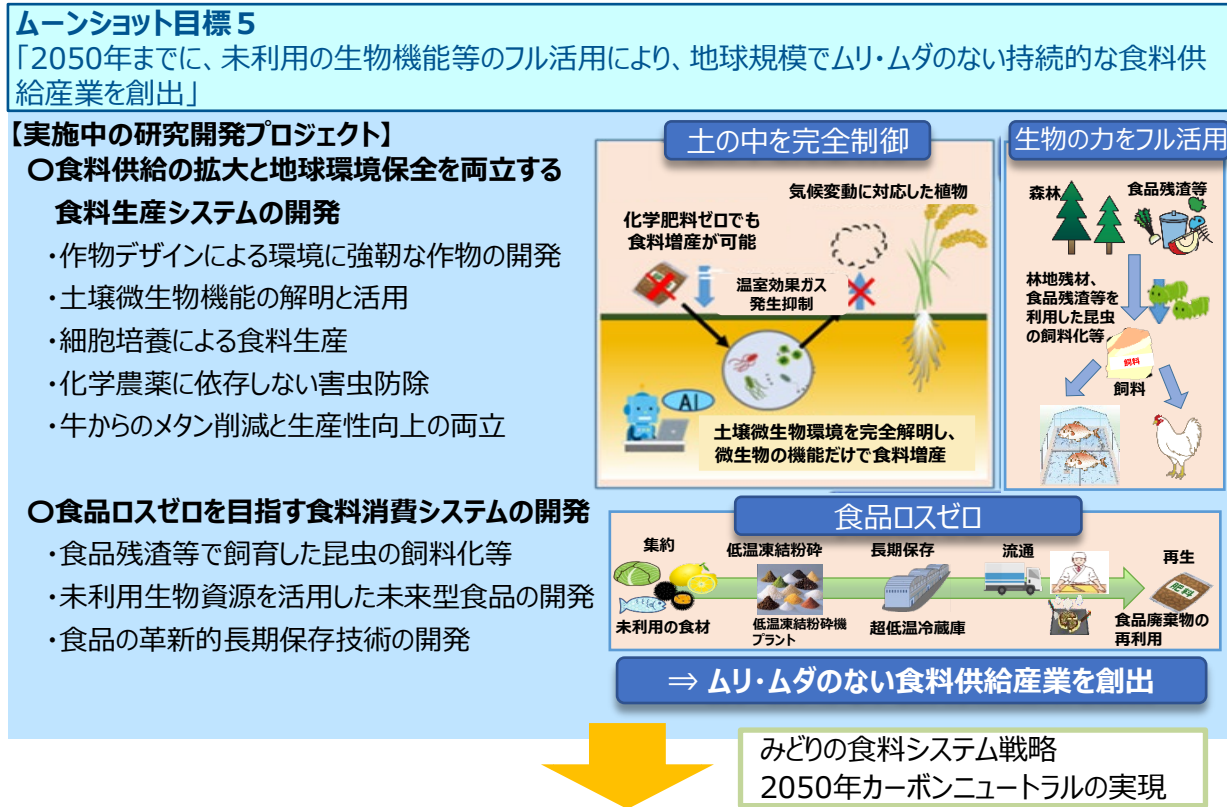 ムーンショット目標５
「2050年までに、未利用の生物機能等のフル活用により、地球規模でムリ・ムダのない持続的な食料供
給産業を創出」
【実施中の研究開発プロジェクト】
〇食料供給の拡大と地球環境保全を両立する
食料生産システムの開発
・作物デザインによる環境に強靭な作物の開発
・土壌微生物機能の解明と活用
・細胞培養による食料生産
・化学農薬に依存しない害虫防除
・牛からのメタン削減と生産性向上の両立
〇食品ロスゼロを目指す食料消費システムの開発
・食品残渣等で飼育した昆虫の飼料化等
・未利用生物資源を活用した未来型食品の開発
・食品の革新的長期保存技術の開発
土の中を完全制御
気候変動に対応した植物
化学肥料ゼロでも
食料増産が可能
温室効果ガス
発生抑制
AI
土壌微生物環境を完全解明し、
微生物の機能だけで食料増産
生物の力をフル活用
森林
食品残渣等
林地残材、
食品残渣等を
利用した昆虫
の飼料化等
飼料
飼料
食品ロスゼロ
集約
低温凍結粉砕
長期保存
流通
再生
肥料
未利用の食材
低温凍結粉砕機
プラント
超低温冷蔵庫
食品廃棄物の
再利用
⇒ ムリ・ムダのない食料供給産業を創出
みどりの食料システム戦略
2050年カーボンニュートラルの実現